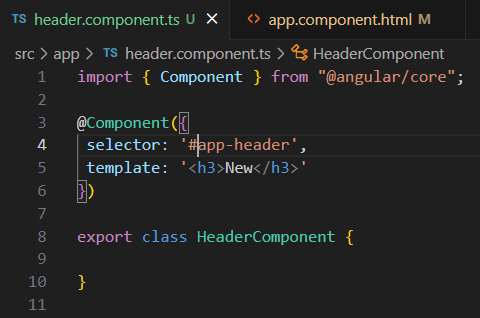 TS header.component.ts U × <> app.component.html M
src > app > TS header.component.ts > HeaderComponent
1 import { Component } from "@angular/core";
2
3 @Component({
4 selector: '#app-header',
5 template: '<h3>New</h3>'
6 })
7
8 export class HeaderComponent {
9
10 }
11